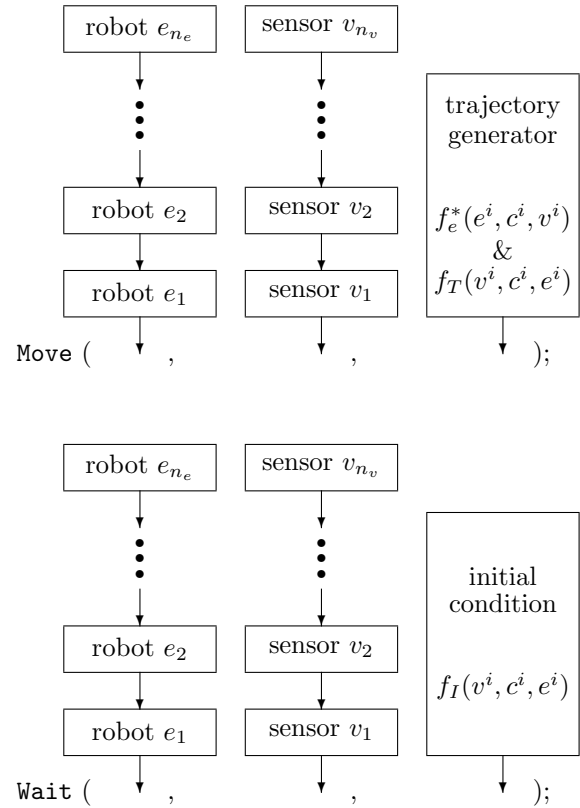 robot $e_{n_e}$ sensor $v_{n_v}$
trajectory
generator
robot $e_2$ sensor $v_2$ $f_e^*(e^i, c^i, v^i)$
&
robot $e_1$ sensor $v_1$ $f_T(v^i, c^i, e^i)$
Move ( , , );
robot $e_{n_e}$ sensor $v_{n_v}$
initial
condition
robot $e_2$ sensor $v_2$
$f_I(v^i, c^i, e^i)$
robot $e_1$ sensor $v_1$
Wait ( , , );